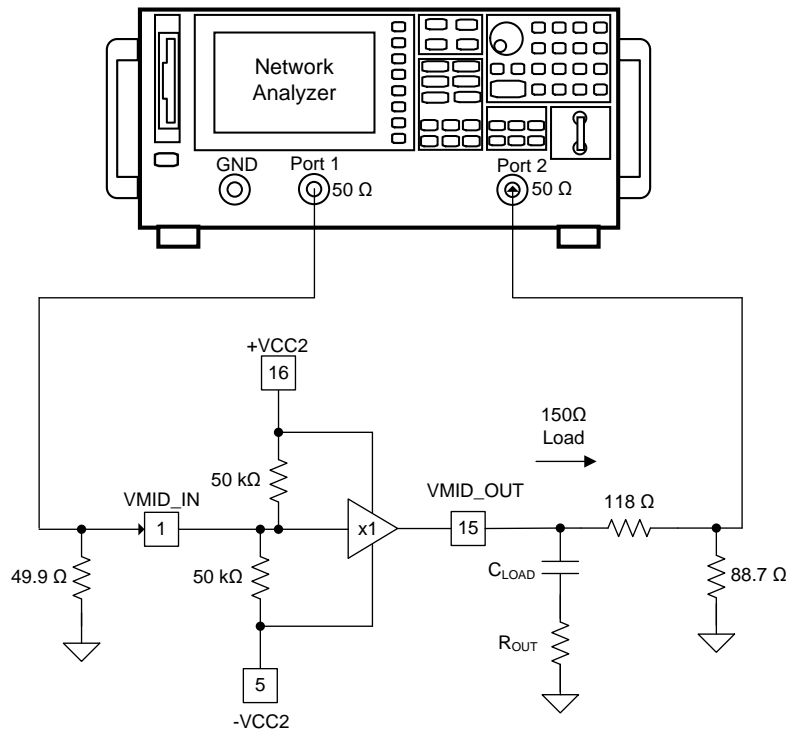 Network
Analyzer
GND
Port 1
50 Ω
Port 2
50 Ω
+VCC2
16
150Ω
Load
50 kΩ
VMID_IN
1
x1
VMID_OUT
15
118 Ω
49.9 Ω
50 kΩ
CLOAD
88.7 Ω
ROUT
5
-VCC2